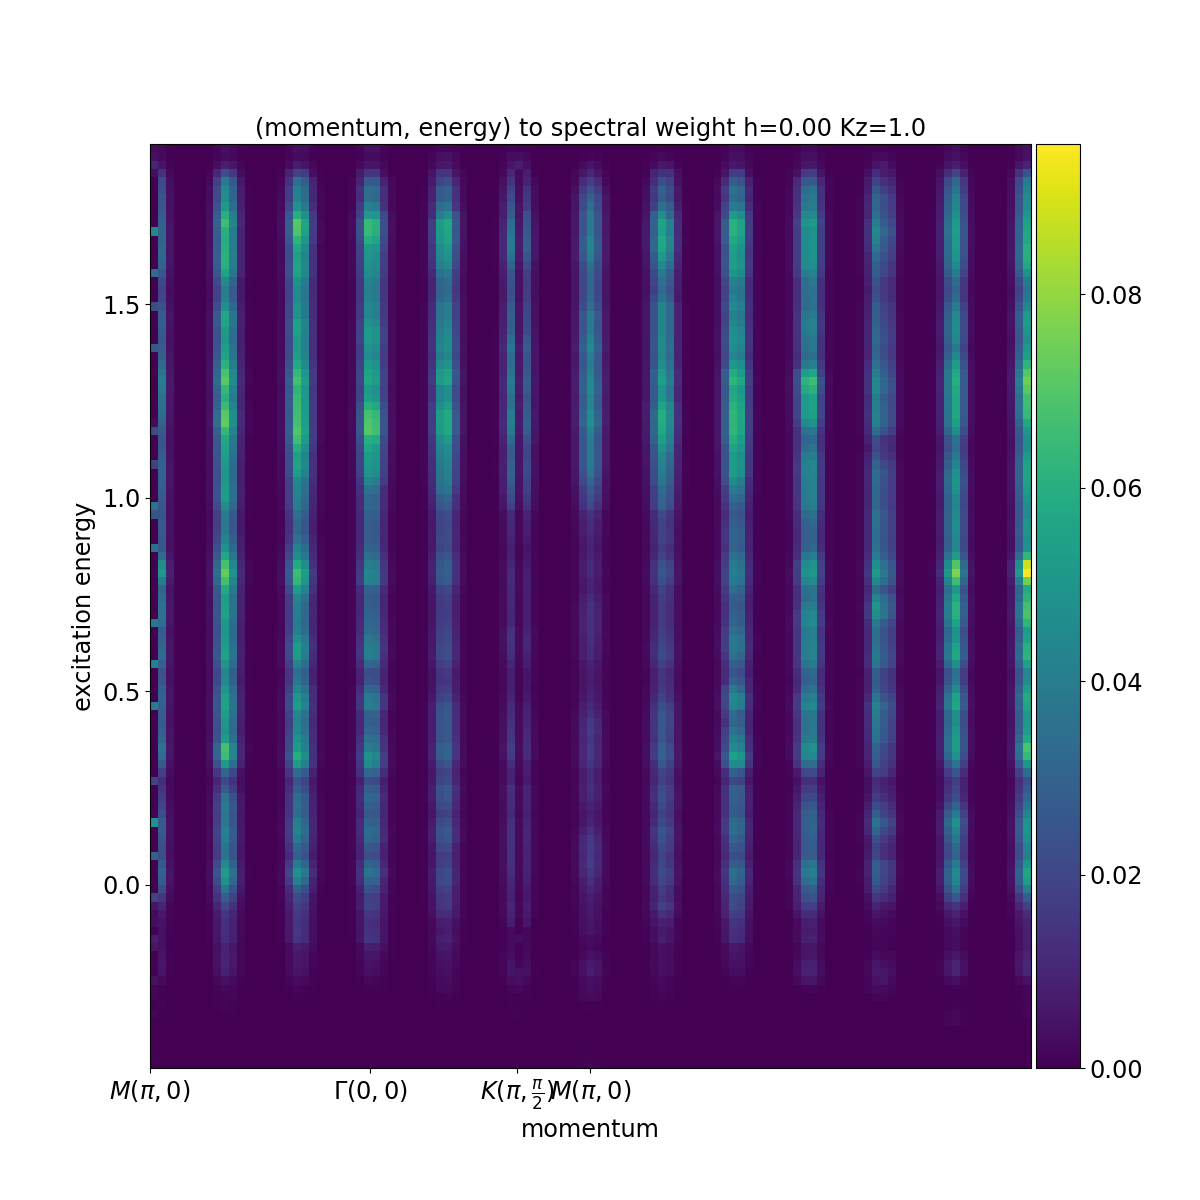 (momentum, energy) to spectral weight h=0.00 Kz=1.0
1.5
1.0
0.5
0.0
excitation energy
0.08
0.06
0.04
0.02
0.00
M(π, 0)
Γ(0, 0)
K(π, π/2)
M(π, 0)
momentum